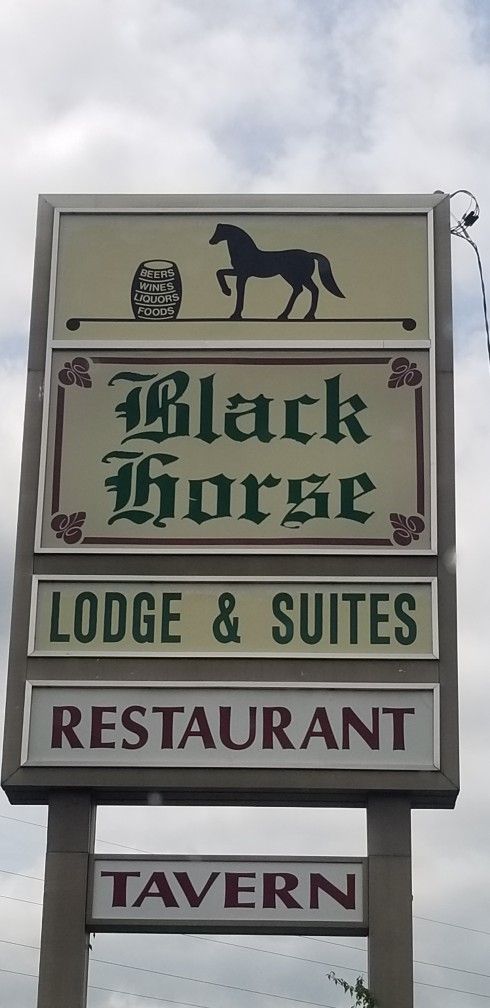 BEERS
WINES
LIQUORS
FOODS
Black
Horse
LODGE & SUITES
RESTAURANT
TAVERN